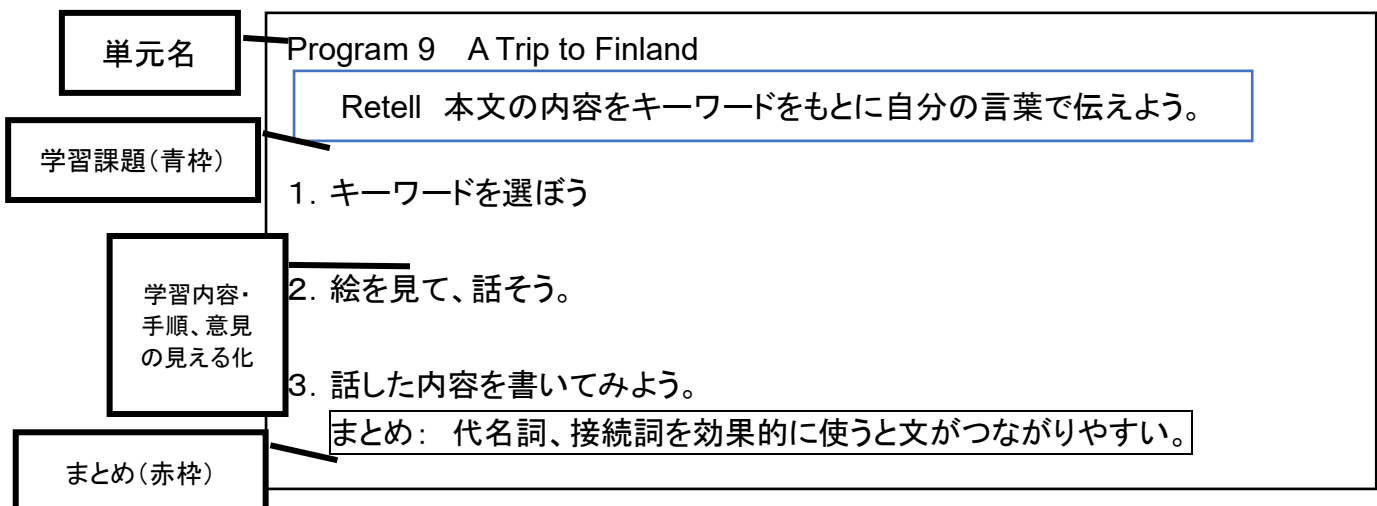 単元名
Program 9 A Trip to Finland
Retell 本文の内容をキーワードをもとに自分の言葉で伝えよう。
学習課題（青枠）
１．キーワードを選ぼう
学習内容・
手順、意見
の見える化
２．絵を見て、話そう。
３．話した内容を書いてみよう。
まとめ： 代名詞、接続詞を効果的に使うと文がつながりやすい。
まとめ（赤枠）